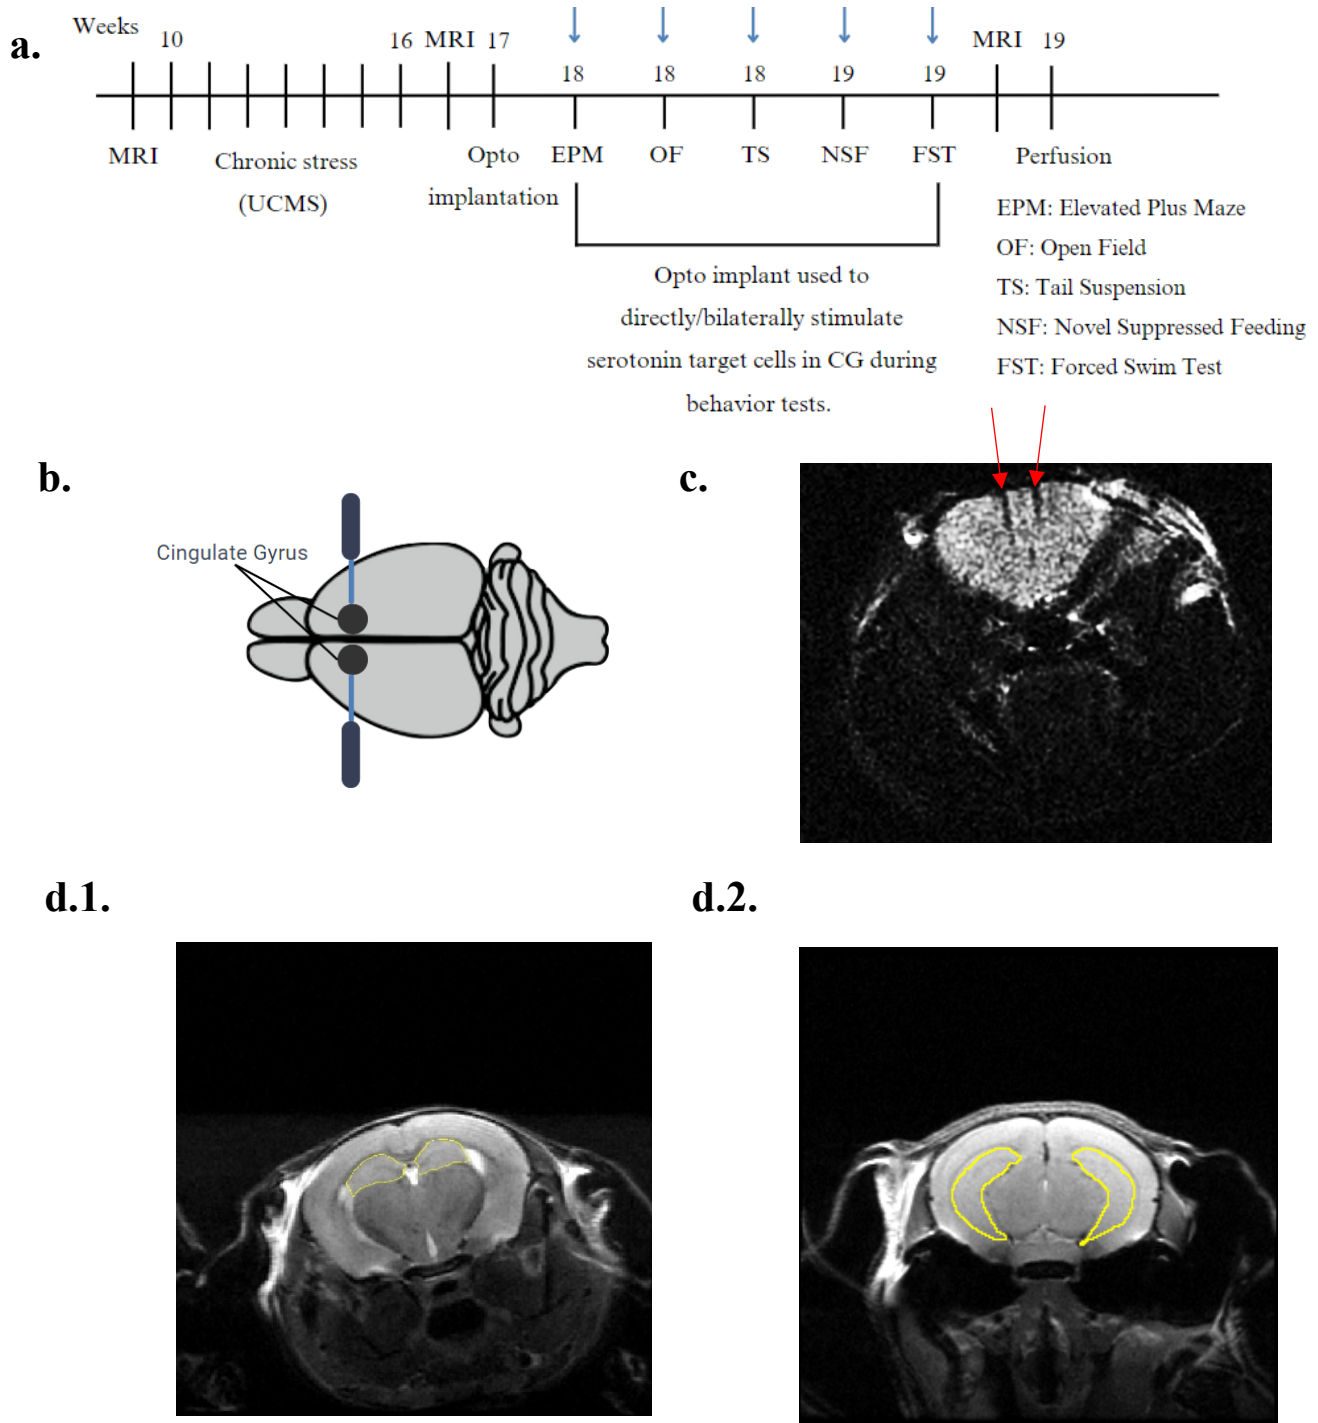 a.
Weeks
10
16 MRI 17
MRI 19
18 18 18 19 19
MRI
Chronic stress
(UCMS)
Opto
implantation
EPM OF TS NSF FST
Perfusion
Opto implant used to
directly/bilaterally stimulate
serotonin target cells in CG during
behavior tests.
EPM: Elevated Plus Maze
OF: Open Field
TS: Tail Suspension
NSF: Novel Suppressed Feeding
FST: Forced Swim Test
b.
Cingulate Gyrus
c.
d.1.
d.2.